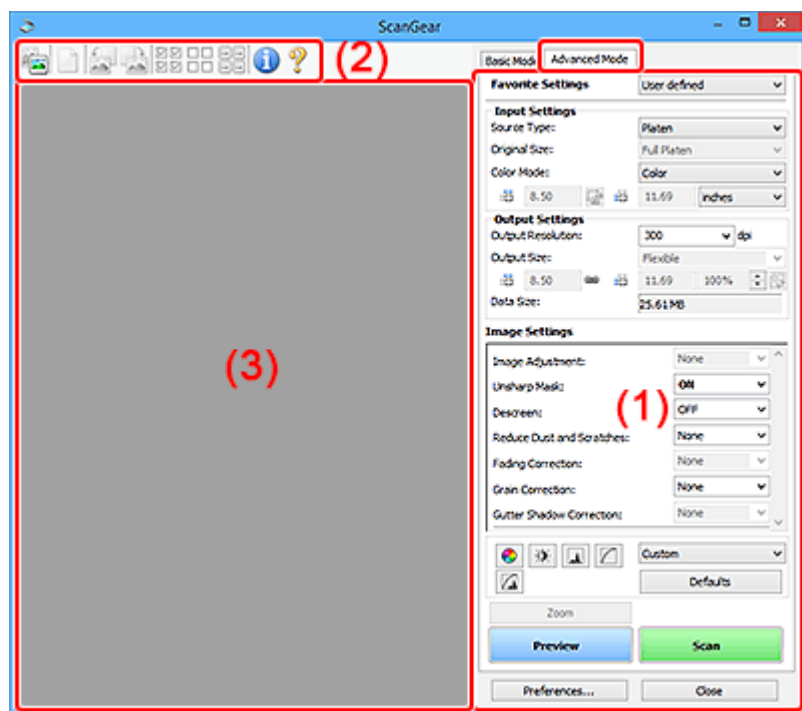 ScanGear
(2)
Basic Mode Advanced Mode
Favorite Settings User defined
Input Settings
Source Type: Platen
Original Size: Full Platen
Color Mode: Color
8.50 11.69 inches
Output Settings
Output Resolution: 300 dpi
Output Size: Flexible
8.50 11.69 100%
Data Size: 25.61MB
Image Settings
Image Adjustment: None
Unsharp Mask: ON
(1)
Descreen: OFF
Reduce Dust and Scratches: None
Fading Correction: None
Grain Correction: None
Gutter Shadow Correction: None
(3)
Custom
Defaults
Zoom
Preview Scan
Preferences... Close